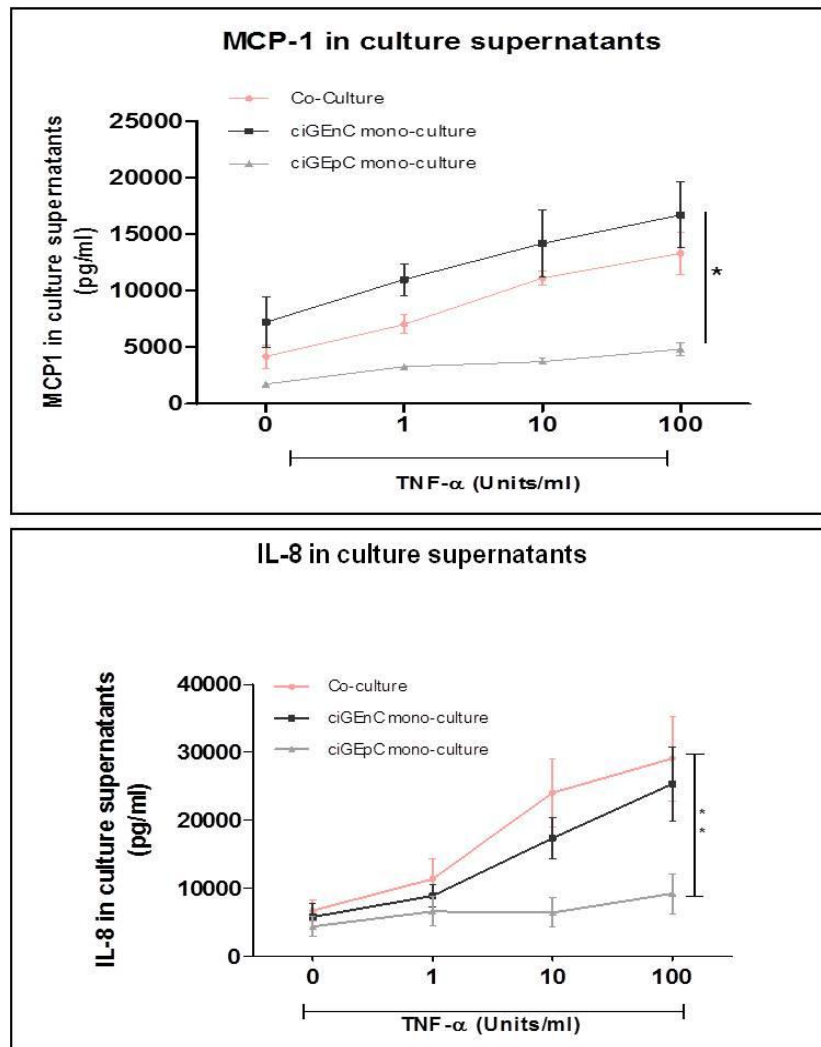 MCP-1 in culture supernatants
Co-Culture
ciGEnC mono-culture
ciGEpC mono-culture
MCP1 in culture supernatants
(pg/ml)
25000
20000
15000
10000
5000
0
*
0 1 10 100
TNF-α (Units/ml)
IL-8 in culture supernatants
Co-culture
ciGEnC mono-culture
ciGEpC mono-culture
IL-8 in culture supernatants
(pg/ml)
40000
30000
20000
10000
0
**
0 1 10 100
TNF-α (Units/ml)